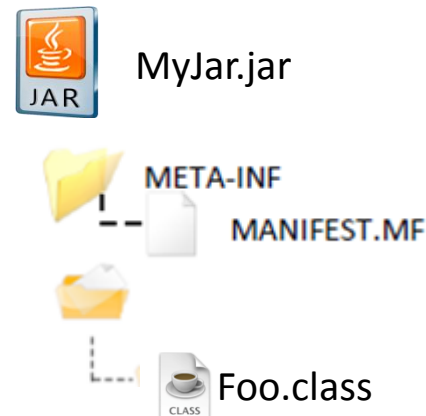 JAR
MyJar.jar
META-INF
MANIFEST.MF
CLASS
Foo.class